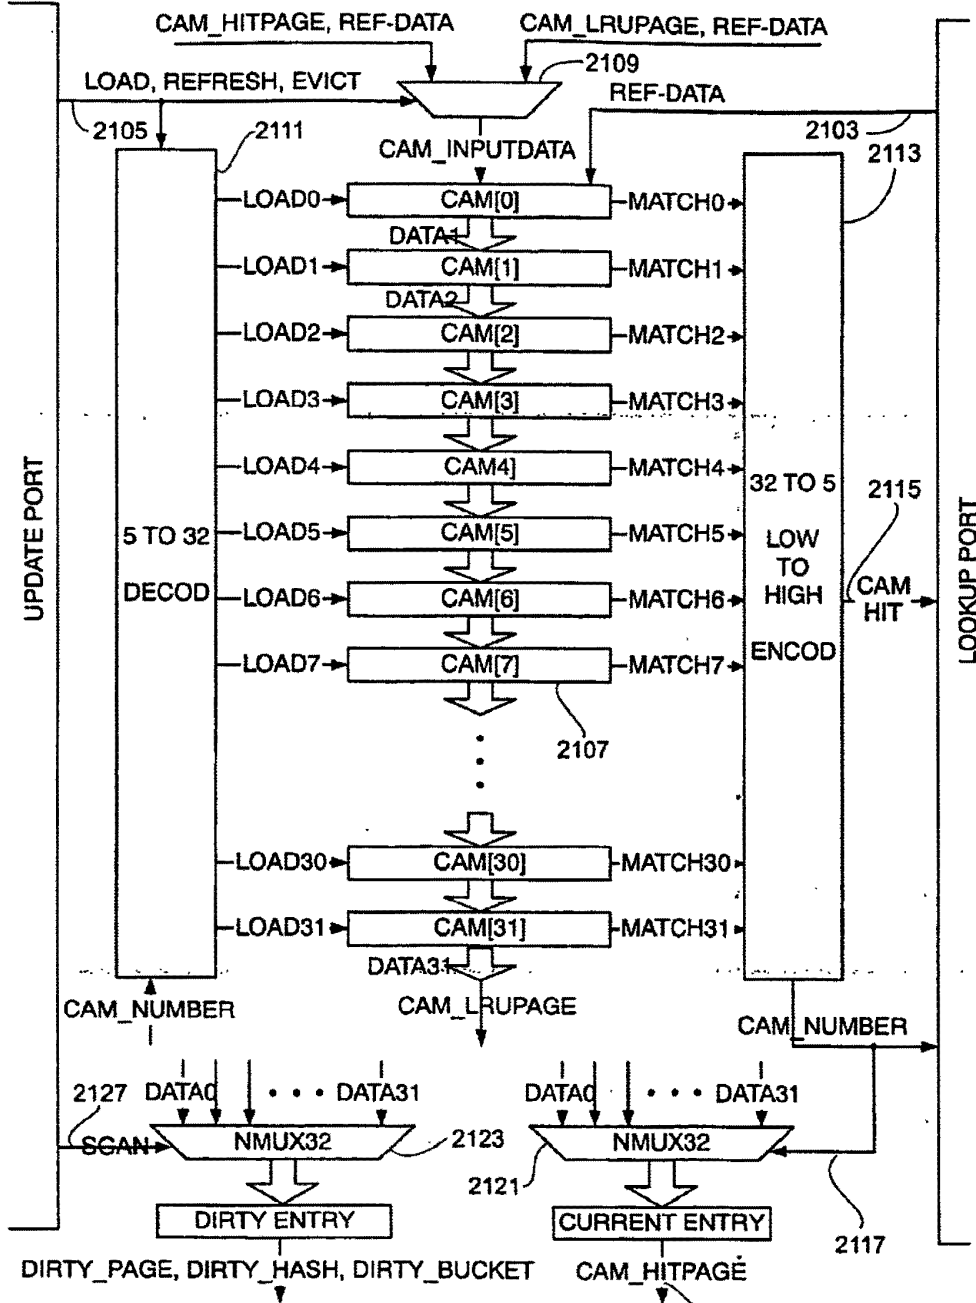 CAM_HITPAGE, REF-DATA
CAM_LRUPAGE, REF-DATA
2109
LOAD, REFRESH, EVICT
REF-DATA
2105
2111
2103
CAM_INPUTDATA
2113
LOAD0 CAM[0] MATCH0
DATA1
LOAD1 CAM[1] MATCH1
DATA2
LOAD2 CAM[2] MATCH2
LOAD3 CAM[3] MATCH3
LOAD4 CAM4] MATCH4
LOAD5 CAM[5] MATCH5
LOAD6 CAM[6] MATCH6
LOAD7 CAM[7] MATCH7
UPDATE PORT
5 TO 32
DECOD
32 TO 5
LOW
TO
HIGH
ENCOD
2115
CAM
HIT
LOOKUP PORT
2107
LOAD30 CAM[30] MATCH30
LOAD31 CAM[31] MATCH31
DATA31
CAM_NUMBER
CAM_LRUPAGE
CAM_NUMBER
DATA0 DATA31
DATA0 DATA31
2127
SCAN
NMUX32
2123
NMUX32
2121
DIRTY ENTRY
CURRENT ENTRY
2117
DIRTY_PAGE, DIRTY_HASH, DIRTY_BUCKET
CAM_HITPAGE